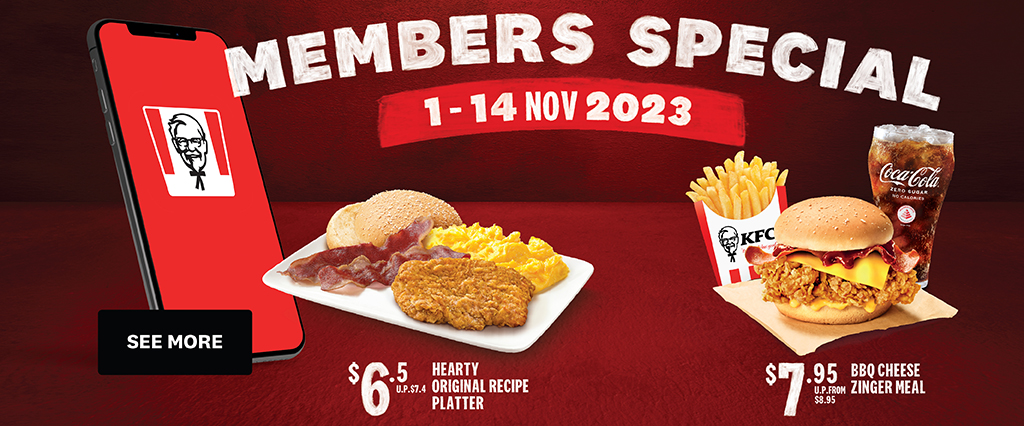 MEMBERS SPECIAL
1 - 14 NOV 2023
Coca-Cola
ZERO SUGAR
NO CALORIES
KFC
SEE MORE
$6.5
U.P.$7.4
HEARTY
ORIGINAL RECIPE
PLATTER
$7.95
U.P.FROM
$8.95
BBQ CHEESE
ZINGER MEAL